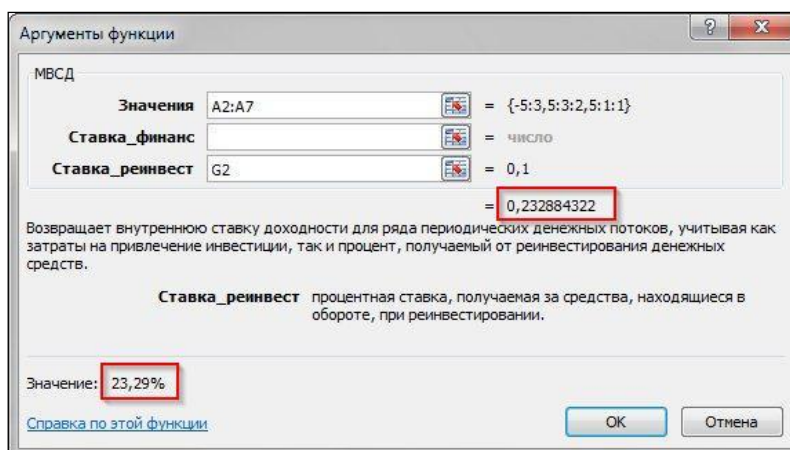 Аргументы функции
МВСД
Значения A2:A7 = {-5:3,5:3:2,5:1:1}
Ставка_финанс = число
Ставка_реинвест G2 = 0,1
= 0,232884322
Возвращает внутреннюю ставку доходности для ряда периодических денежных потоков, учитывая как
затраты на привлечение инвестиции, так и процент, получаемый от реинвестирования денежных
средств.
Ставка_реинвест процентная ставка, получаемая за средства, находящиеся в
обороте, при реинвестировании.
Значение: 23,29%
Справка по этой функции ОК Отмена